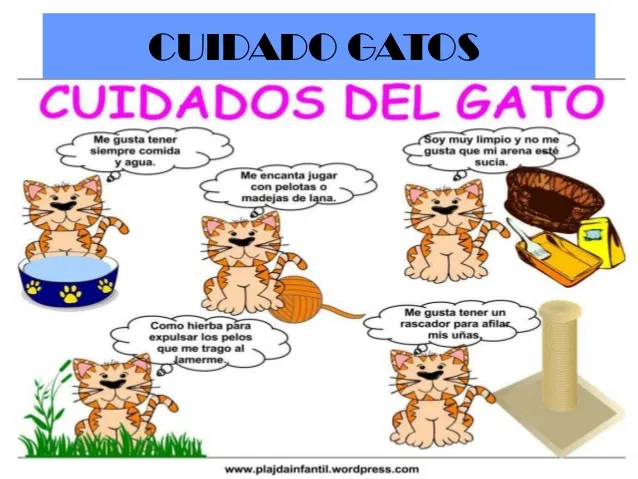 CUIDADO GATOS
CUIDADOS DEL GATO
Me gusta tener
siempre comida
y agua.
Me encanta jugar
con pelotas o
madejas de lana.
Soy muy limpio y no me
gusta que mi arena esté
sucia.
Como hierba para
expulsar los pelos
que me trago al
lamerme.
Me gusta tener un
rascador para afilar
mis uñas.
www.plajdainfantil.wordpress.com